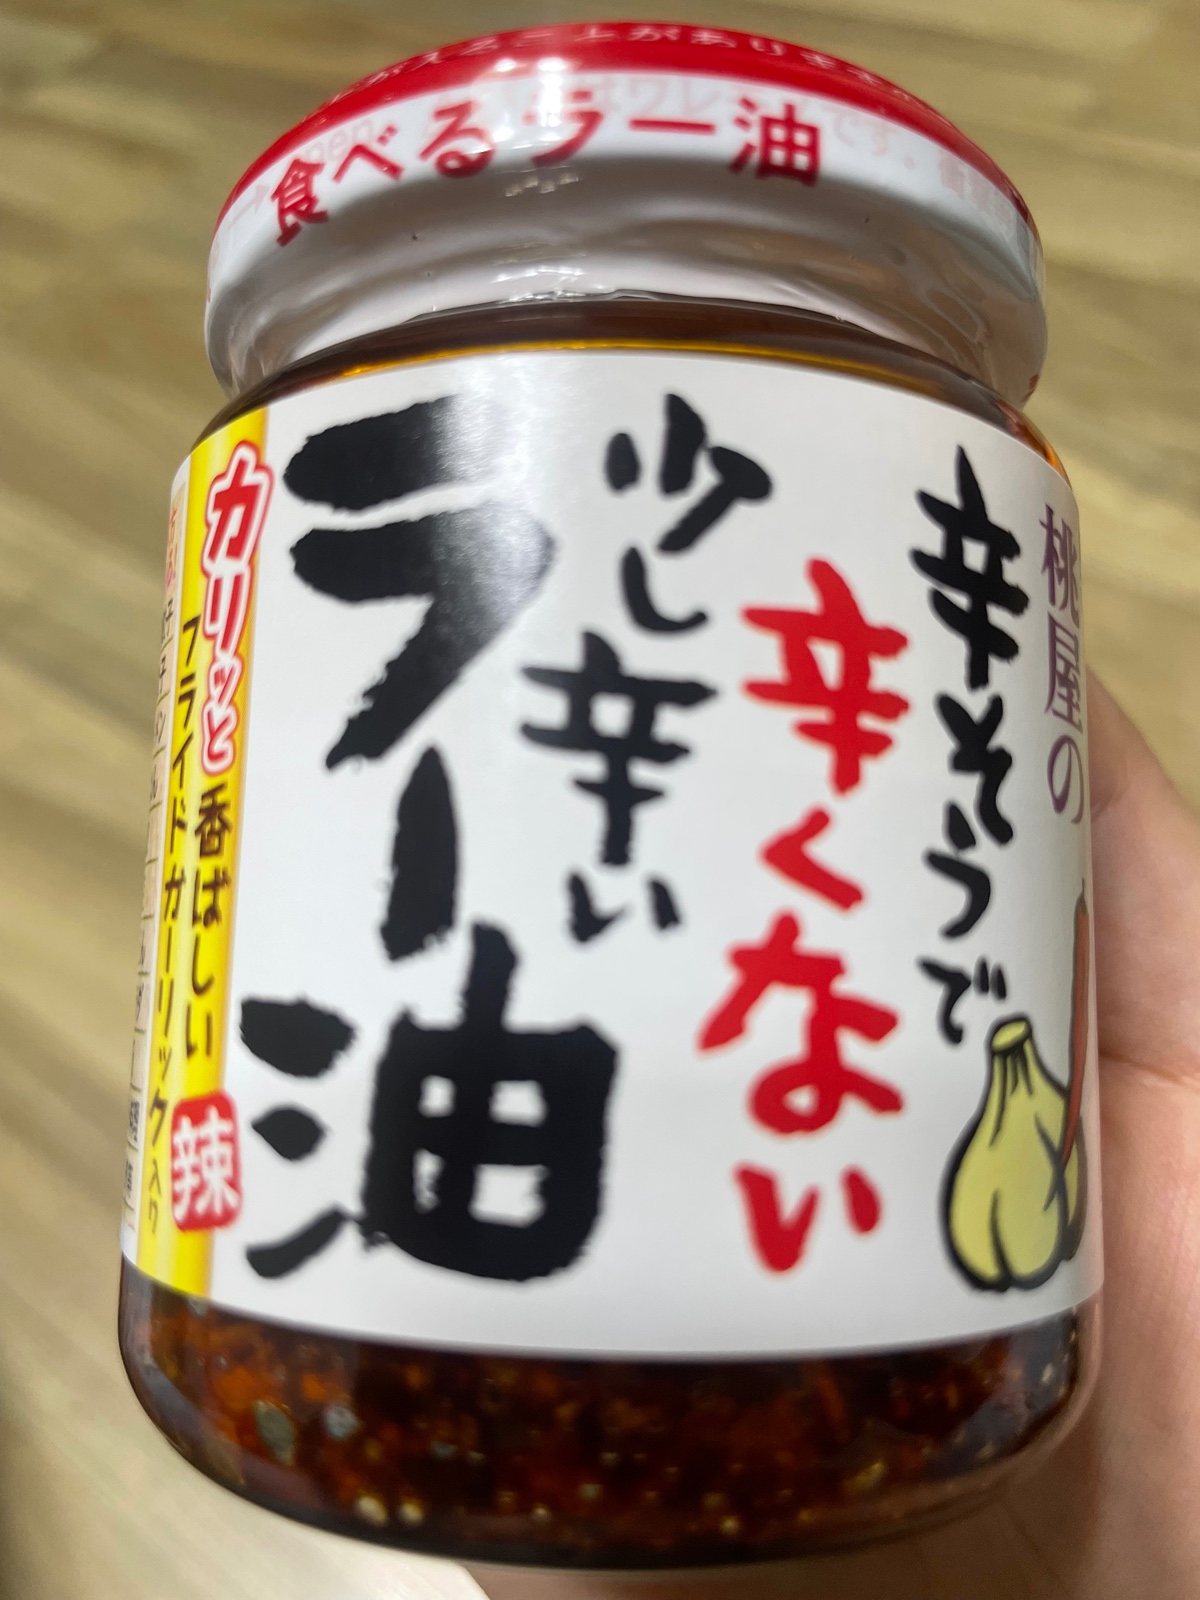 食べるラー油
桃屋の
辛そうで
辛くない
少し辛い
ラー油
カリッと
香ばしい
フライドガーリック入り
辣